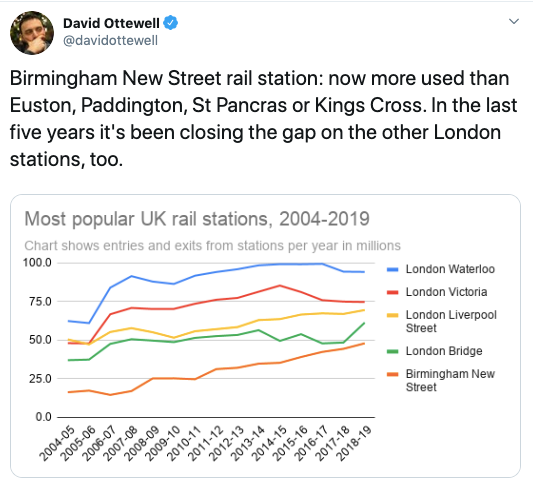 David Ottewell
@davidottewell
Birmingham New Street rail station: now more used than
Euston, Paddington, St Pancras or Kings Cross. In the last
five years it's been closing the gap on the other London
stations, too.
Most popular UK rail stations, 2004-2019
Chart shows entries and exits from stations per year in millions
100.0
75.0
50.0
25.0
0.0
2004-05
2005-06
2006-07
2007-08
2008-09
2009-10
2010-11
2011-12
2012-13
2013-14
2014-15
2015-16
2016-17
2017-18
2018-19
London Waterloo
London Victoria
London Liverpool
Street
London Bridge
Birmingham New
Street